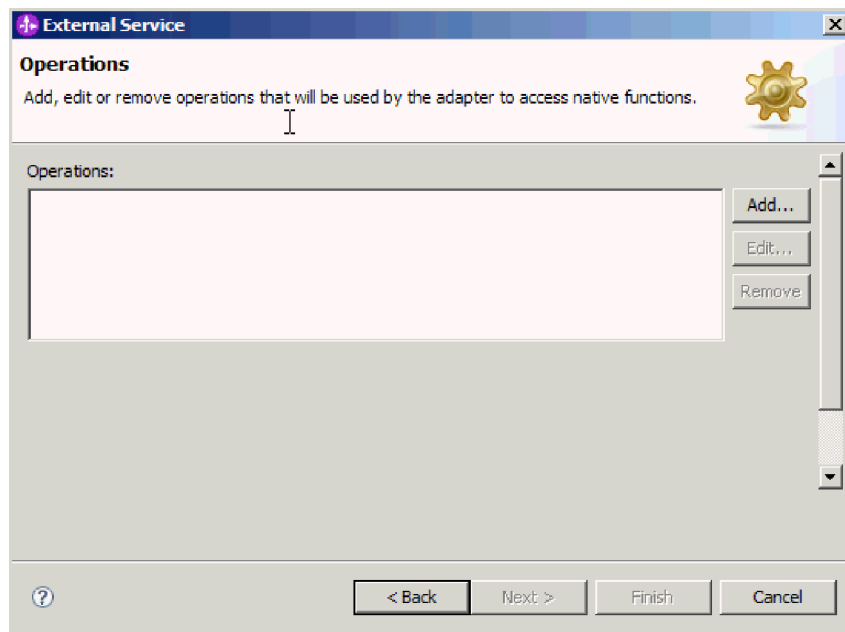 External Service
Operations
Add, edit or remove operations that will be used by the adapter to access native functions.
Operations:
Add...
Edit...
Remove
?
< Back
Next >
Finish
Cancel